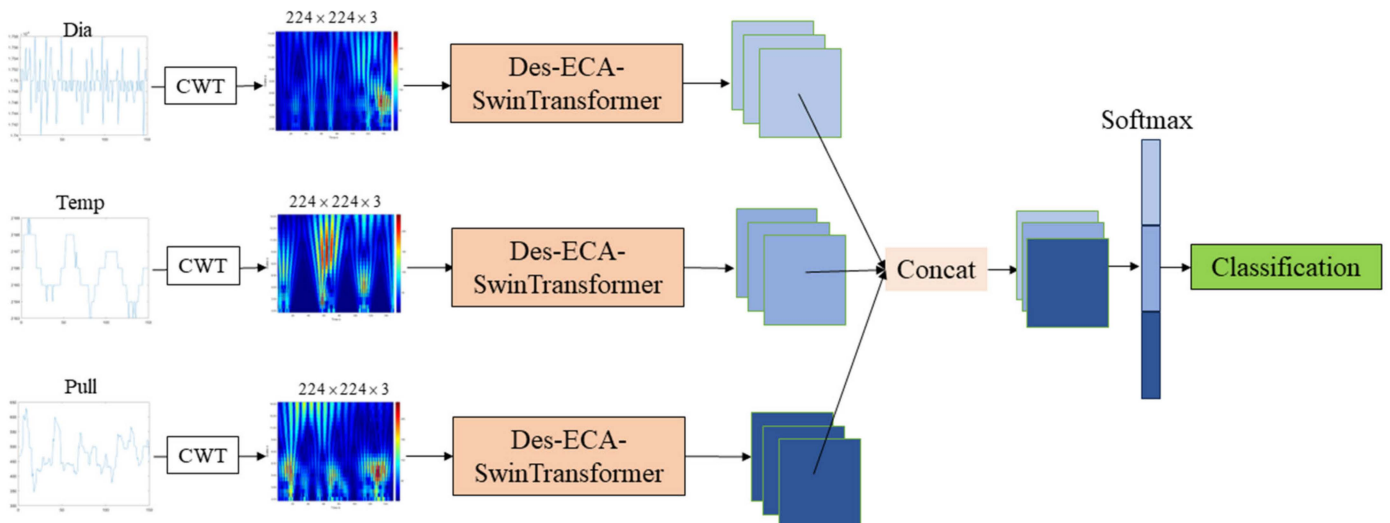 Dia
224×224×3
CWT
Des-ECA-
SwinTransformer
Temp
224×224×3
CWT
Des-ECA-
SwinTransformer
Pull
224×224×3
CWT
Des-ECA-
SwinTransformer
Concat
Softmax
Classification